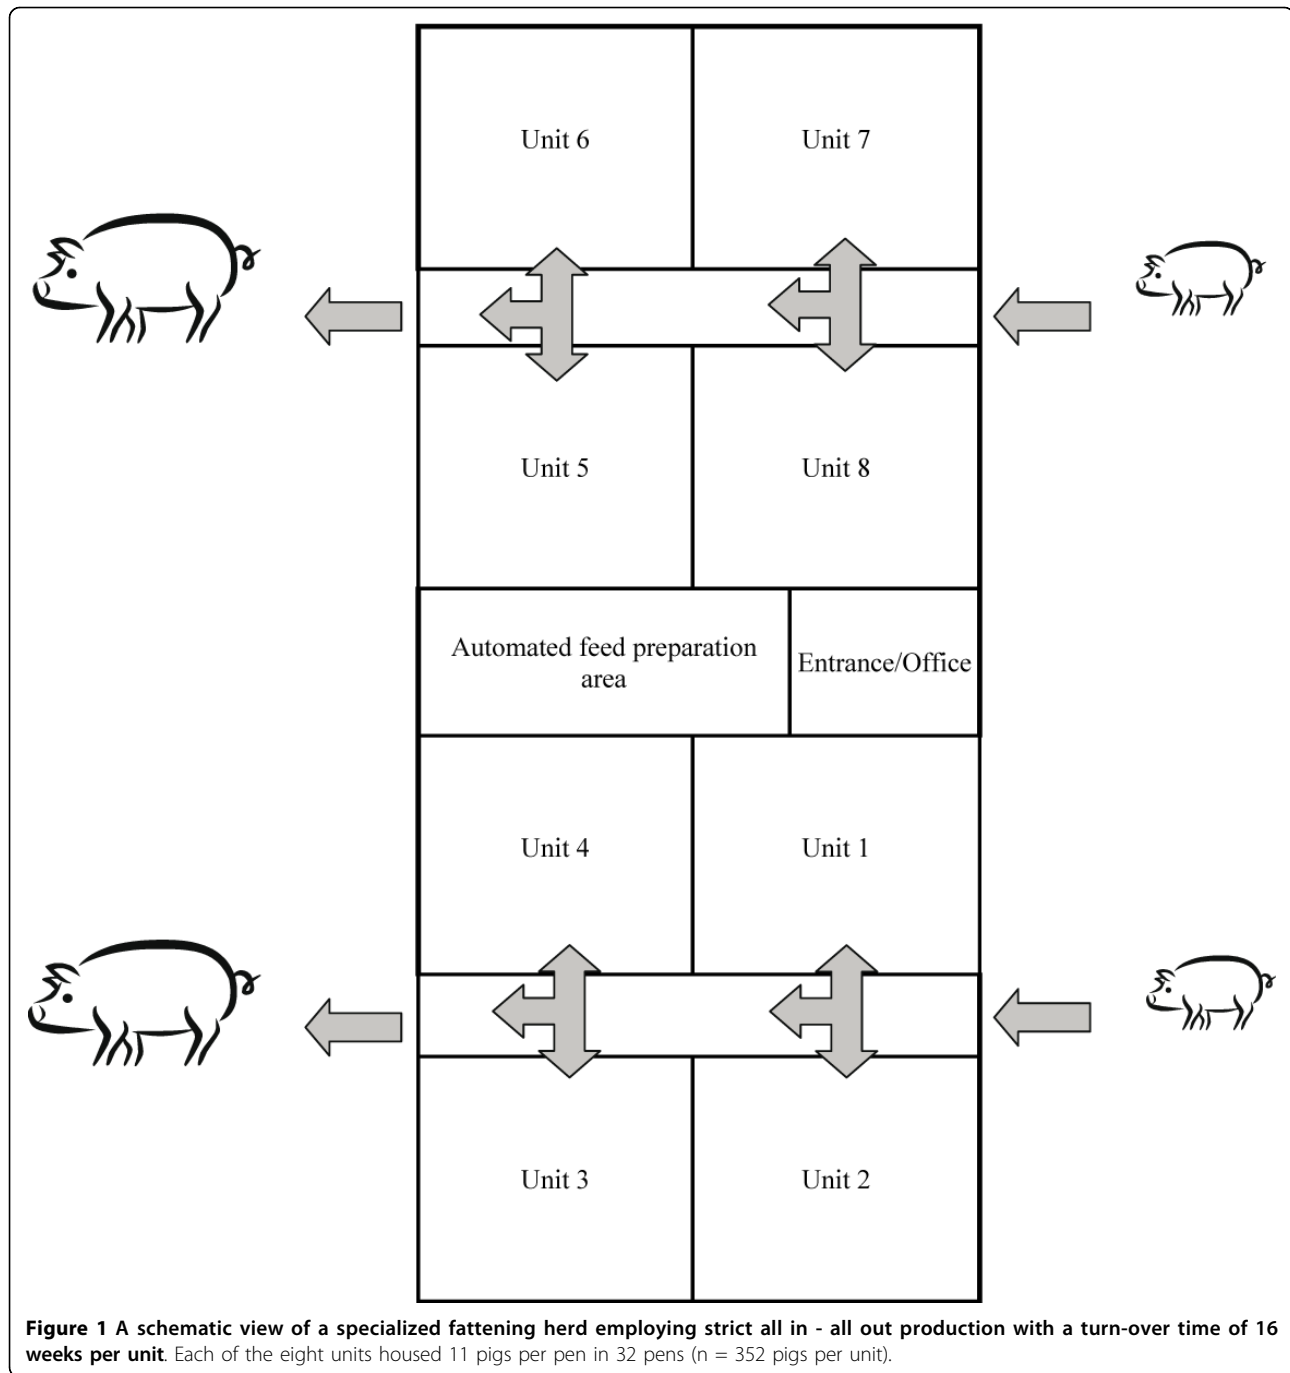 Unit 6
Unit 7
Unit 5
Unit 8
Automated feed preparation
area
Entrance/Office
Unit 4
Unit 1
Unit 3
Unit 2
Figure 1 A schematic view of a specialized fattening herd employing strict all in - all out production with a turn-over time of 16
weeks per unit. Each of the eight units housed 11 pigs per pen in 32 pens (n = 352 pigs per unit).